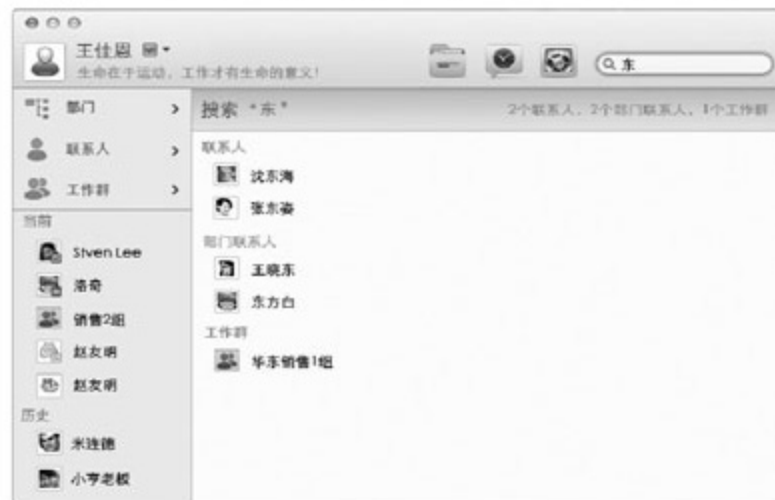 王佳恩
生命在于运动，工作才有生命的意义！
东
部门
联系人
工作群
当前
Stven Lee
洛奇
销售2组
赵友明
赵友明
历史
米连德
小亨老板
搜索 "东"
2个联系人，2个部门联系人，1个工作群
联系人
沈东海
张东姿
部门联系人
王晓东
东方白
工作群
华东销售1组